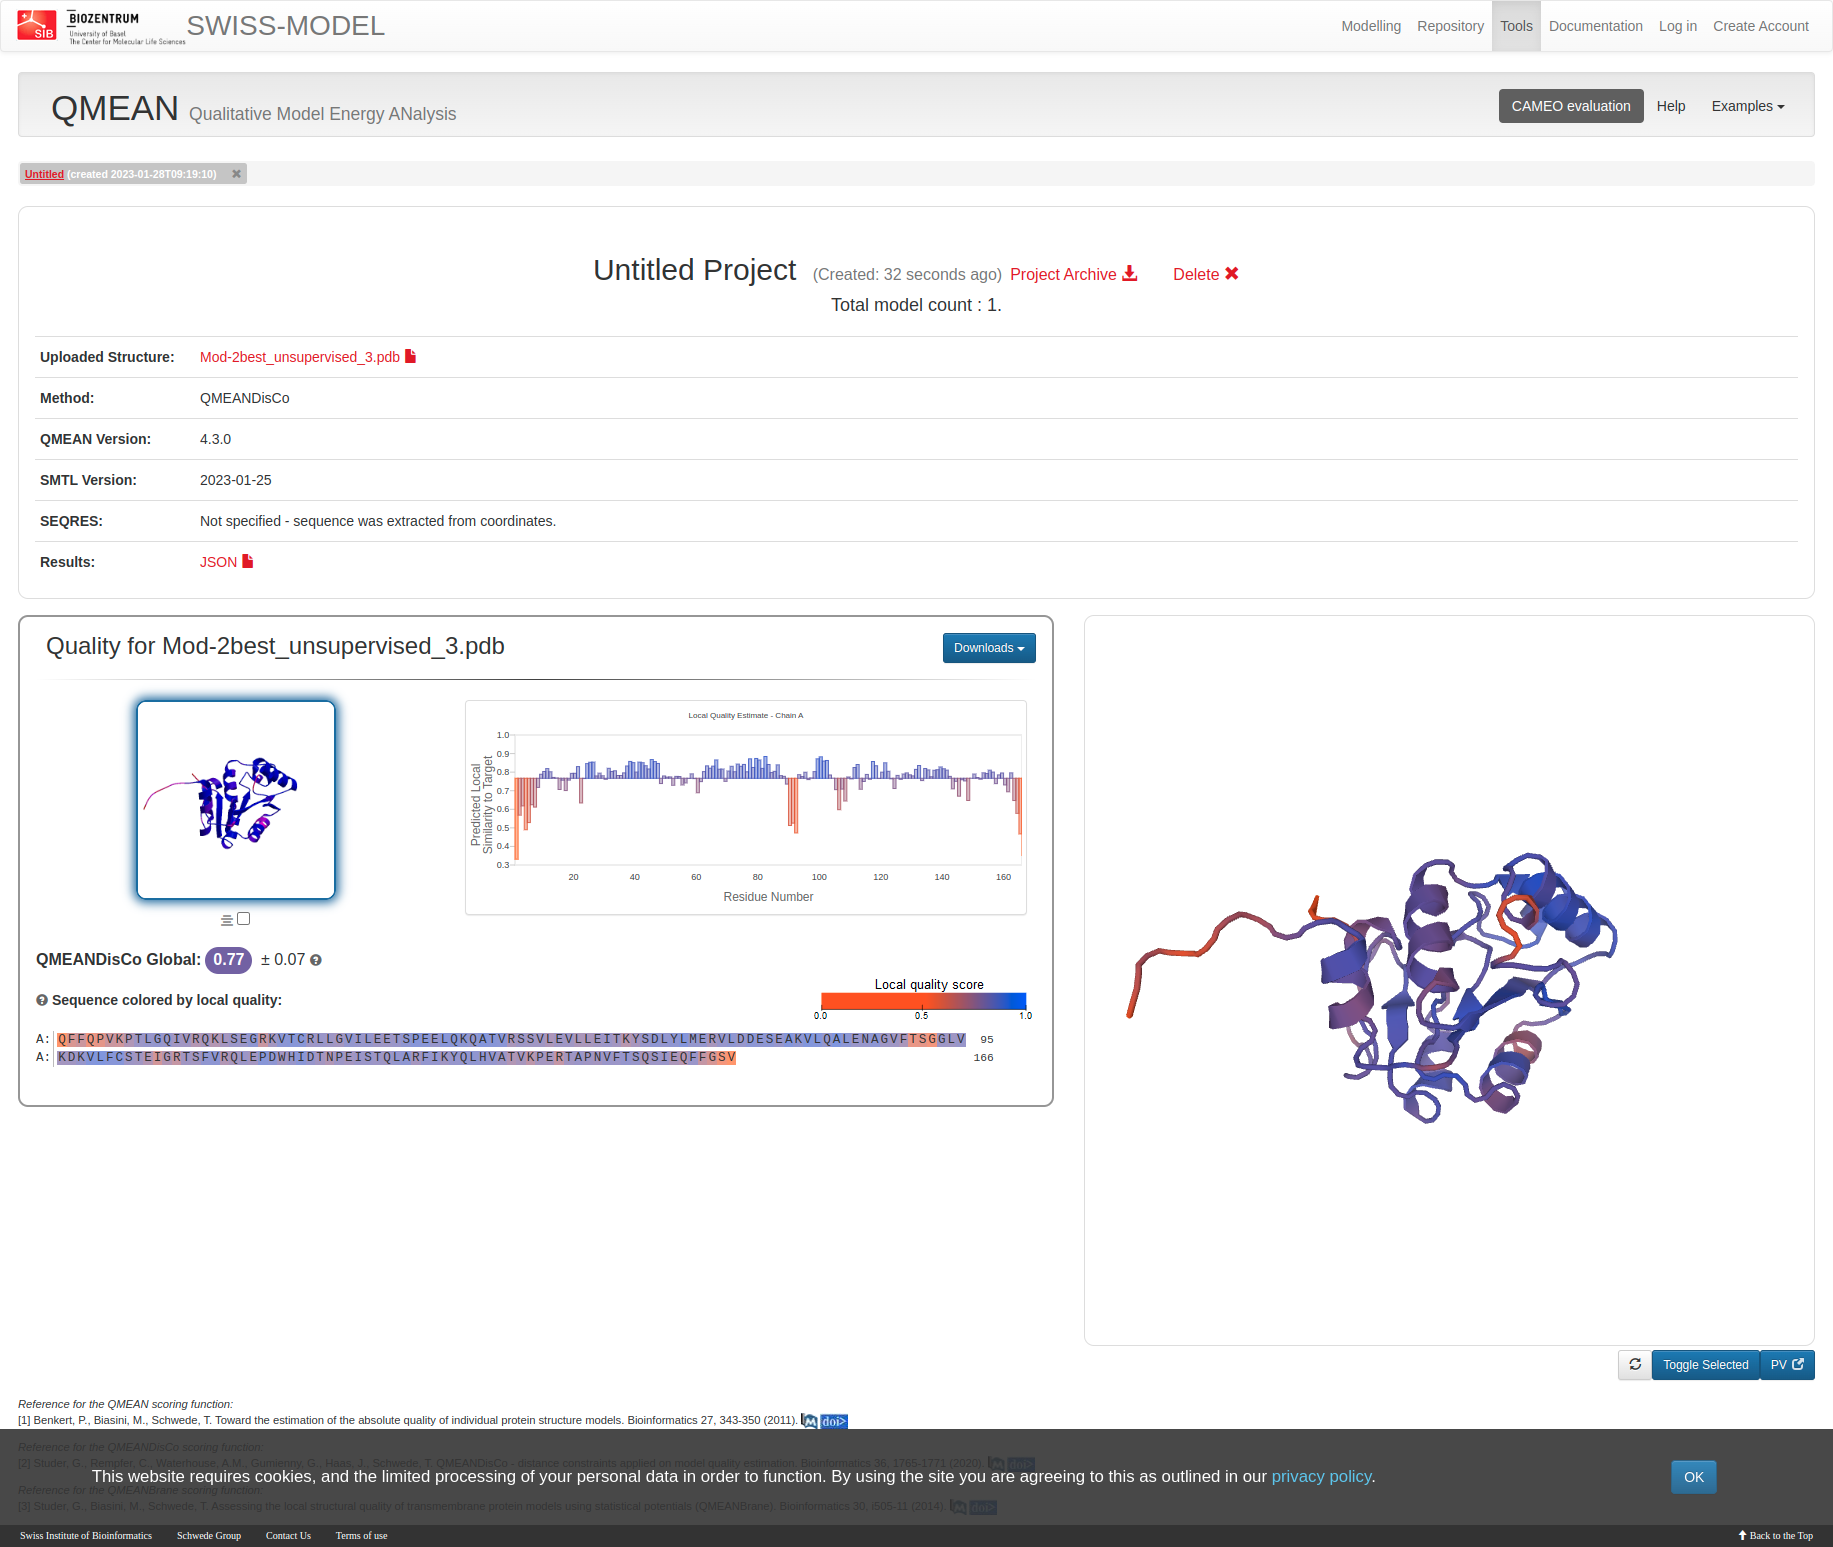 SIB
BIOZENTRUM
University of Basel
The Center for Molecular Life Sciences
SWISS-MODEL
Modelling Repository Tools Documentation Log in Create Account
QMEAN Qualitative Model Energy ANalysis
CAMEO evaluation Help Examples
Untitled (created 2023-01-28T09:19:10) ✖
Untitled Project (Created: 32 seconds ago) Project Archive Delete ✖
Total model count : 1.
Uploaded Structure: Mod-2best_unsupervised_3.pdb
Method: QMEANDisCo
QMEAN Version: 4.3.0
SMTL Version: 2023-01-25
SEQRES: Not specified - sequence was extracted from coordinates.
Results: JSON
Quality for Mod-2best_unsupervised_3.pdb
Downloads
Local Quality Estimate - Chain A
Predicted Local
Similarity to Target
1.0
0.9
0.8
0.7
0.6
0.5
0.4
0.3
20 40 60 80 100 120 140 160
Residue Number
QMEANDisCo Global: 0.77 ± 0.07
Sequence colored by local quality:
Local quality score
0.0 0.5 1.0
A: QFFQPVKPTLGQIVRQKLSEGRKVTCRLLGVILEETSPEELQKQATVRSSVLEVLLEITKYSDLYLMERVLDDESEAKVLQALENAGVFTSGGLV 95
A: KDKVLFCSTEIGRTSFVRQLEPDWHIDTNPEISTQLARFIKYQLHVATVKPERTAPNVFTSQSIEQFFGSV 166
Toggle Selected PV
Reference for the QMEAN scoring function:
[1] Benkert, P., Biasini, M., Schwede, T. Toward the estimation of the absolute quality of individual protein structure models. Bioinformatics 27, 343-350 (2011). M doi>
Reference for the QMEANDisCo scoring function:
[2] Studer, G., Rempfer, C., Waterhouse, A.M., Gumienny, G., Haas, J., Schwede, T. QMEANDisCo - distance constraints applied on model quality estimation. Bioinformatics 36, 1765-1771 (2020). M doi>
This website requires cookies, and the limited processing of your personal data in order to function. By using the site you are agreeing to this as outlined in our privacy policy.
OK
Reference for the QMEANBrane scoring function:
[3] Studer, G., Biasini, M., Schwede, T. Assessing the local structural quality of transmembrane protein models using statistical potentials (QMEANBrane). Bioinformatics 30, i505-11 (2014). M doi>
Swiss Institute of Bioinformatics Schwede Group Contact Us Terms of use
Back to the Top